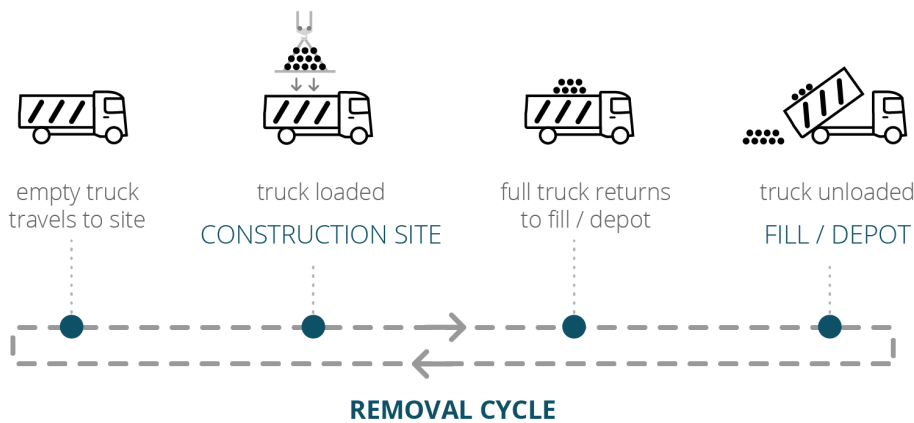 empty truck
travels to site
truck loaded
CONSTRUCTION SITE
full truck returns
to fill / depot
truck unloaded
FILL / DEPOT
REMOVAL CYCLE